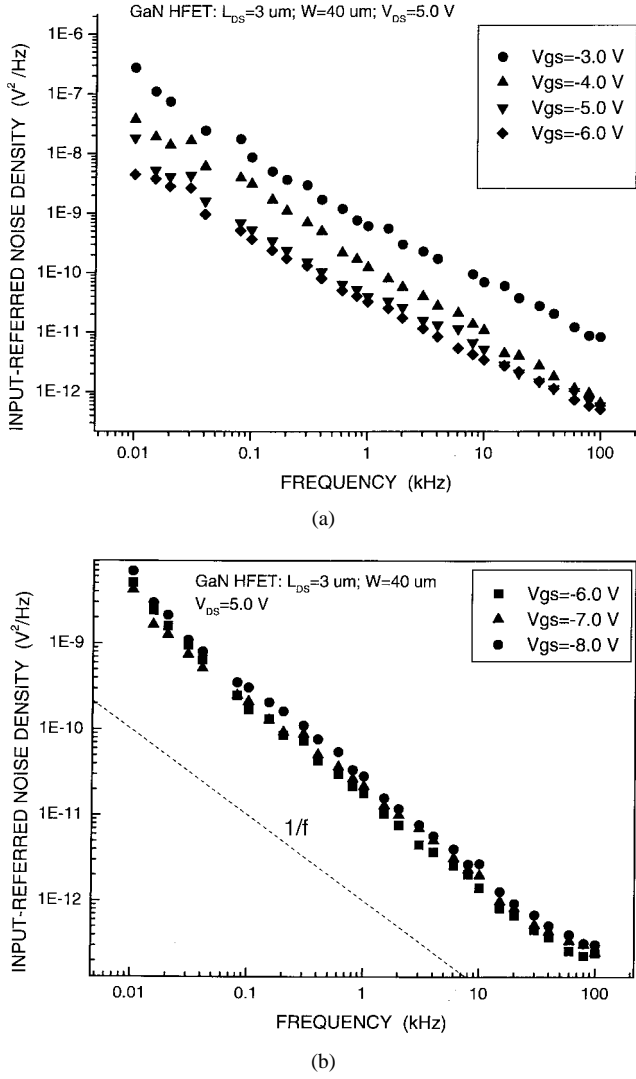 GaN HFET: L_DS=3 um; W=40 um; V_DS=5.0 V
1E-6
1E-7
1E-8
1E-9
1E-10
1E-11
1E-12
INPUT-REFERRED NOISE DENSITY (V²/Hz)
Vgs=-3.0 V
Vgs=-4.0 V
Vgs=-5.0 V
Vgs=-6.0 V
0.01
0.1
1
10
100
FREQUENCY (kHz)
(a)
GaN HFET: L_DS=3 um; W=40 um
V_DS=5.0 V
1E-9
1E-10
1E-11
1E-12
INPUT-REFERRED NOISE DENSITY (V²/Hz)
Vgs=-6.0 V
Vgs=-7.0 V
Vgs=-8.0 V
1/f
0.01
0.1
1
10
100
FREQUENCY (kHz)
(b)